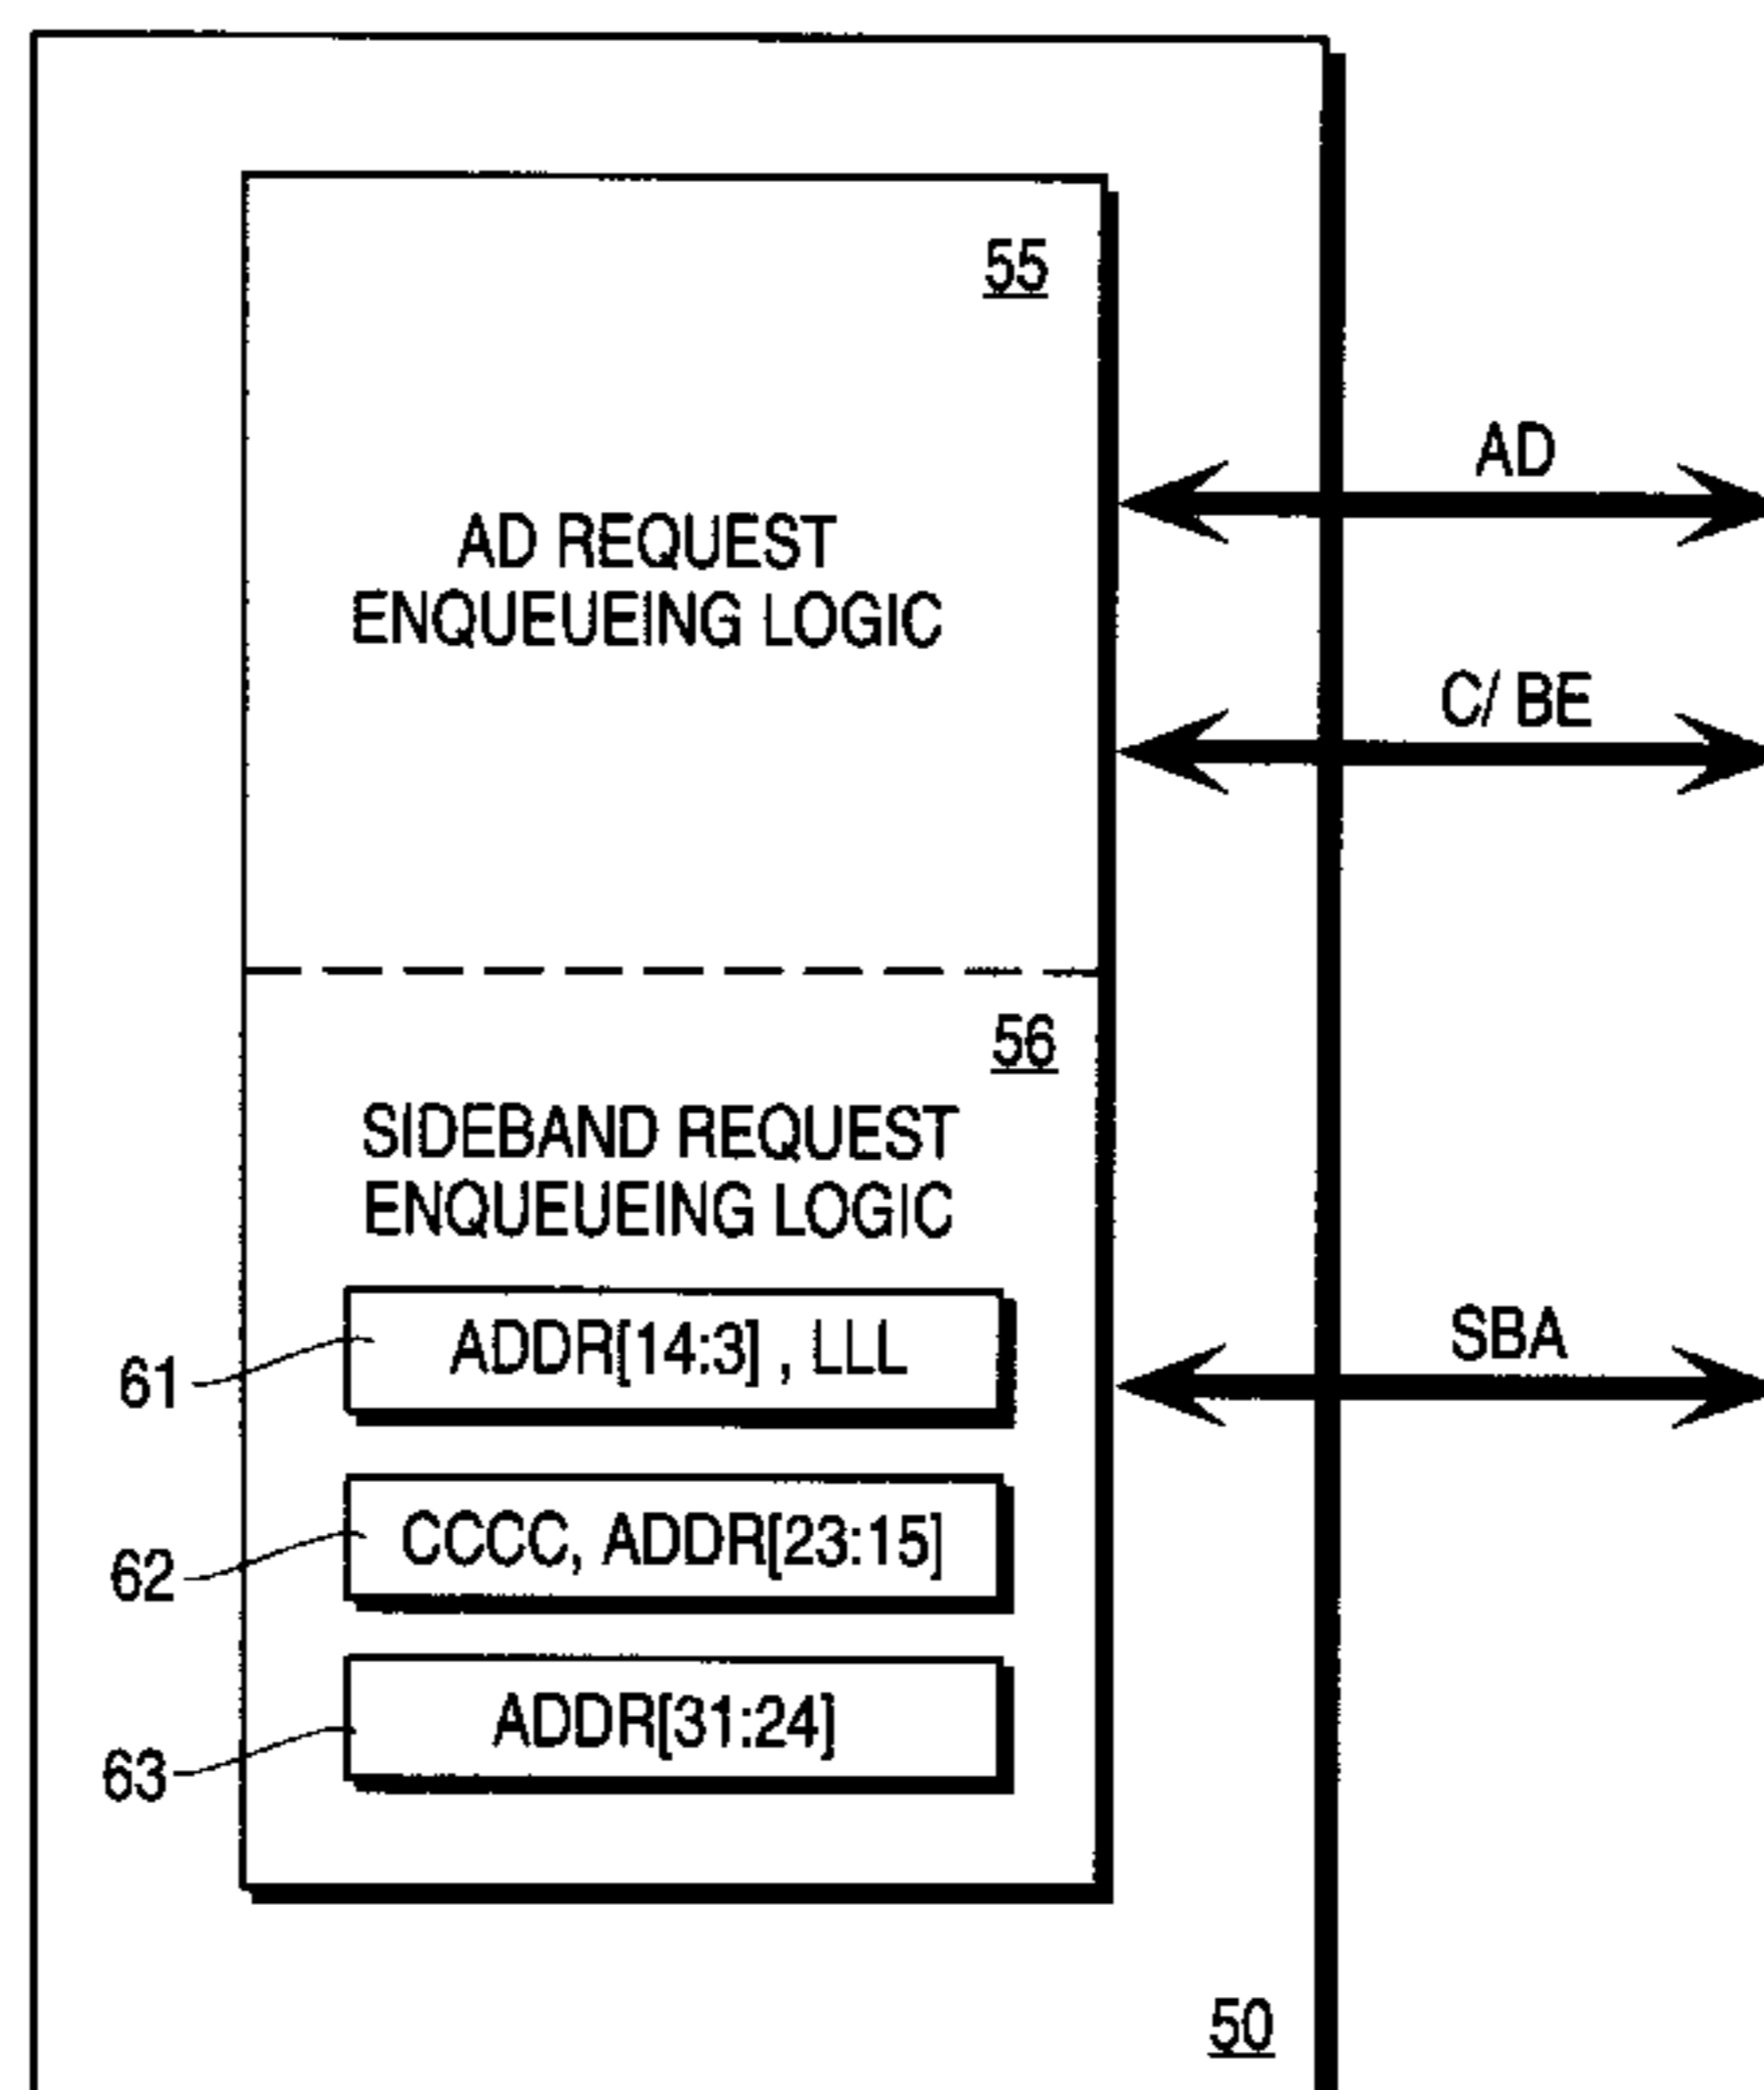 55
AD
AD REQUEST
ENQUEUEING LOGIC
C/ BE
56
SIDEBAND REQUEST
ENQUEUEING LOGIC
SBA
61
ADDR[14:3] , LLL
62
CCCC, ADDR[23:15]
63
ADDR[31:24]
50